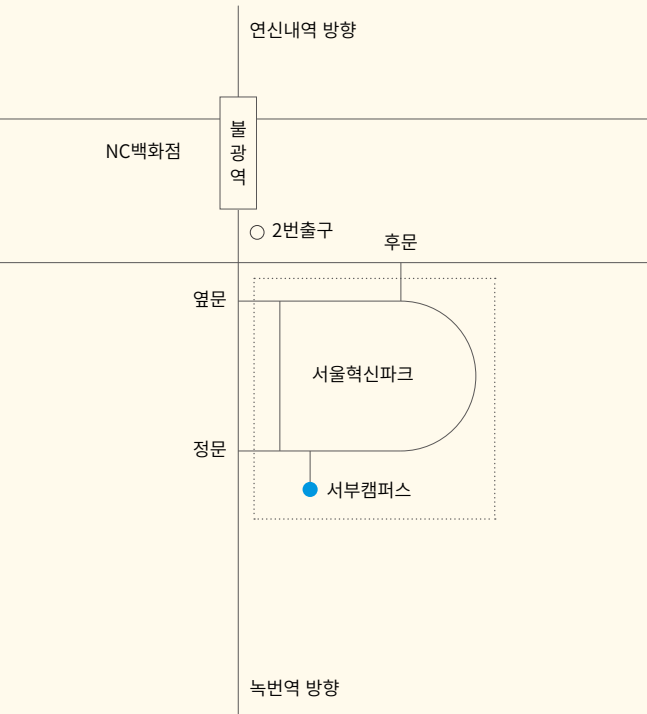 연신내역 방향
불광역
NC백화점
2번출구
후문
옆문
서울혁신파크
정문
서부캠퍼스
녹번역 방향